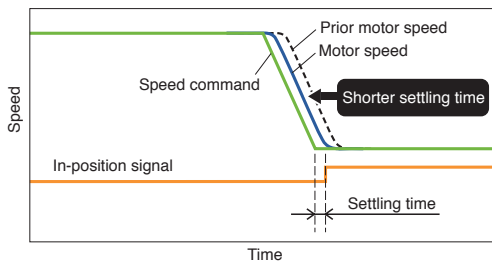 Prior motor speed
Motor speed
Speed command
Shorter settling time
Speed
In-position signal
Settling time
Time